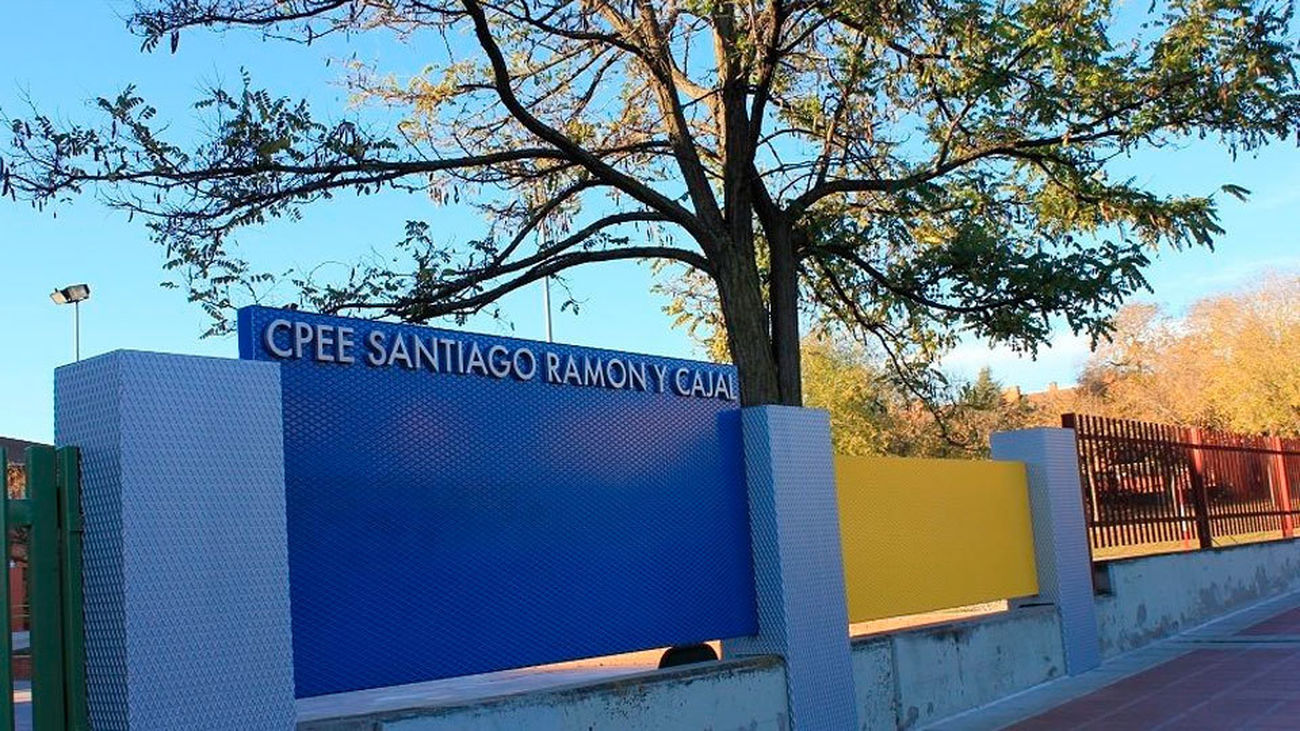 CPEE SANTIAGO RAMON Y CAJAL